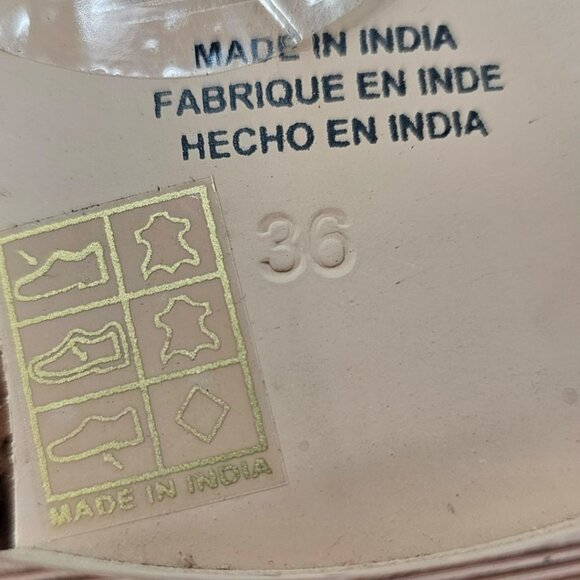 MADE IN INDIA
FABRIQUE EN INDE
HECHO EN INDIA
36
MADE IN INDIA